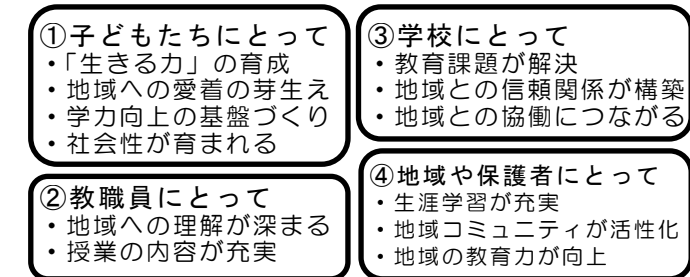 ①子どもたちにとって
・「生きる力」の育成
・地域への愛着の芽生え
・学力向上の基盤づくり
・社会性が育まれる
②教職員にとって
・地域への理解が深まる
・授業の内容が充実
③学校にとって
・教育課題が解決
・地域との信頼関係が構築
・地域との協働につながる
④地域や保護者にとって
・生涯学習が充実
・地域コミュニティが活性化
・地域の教育力が向上